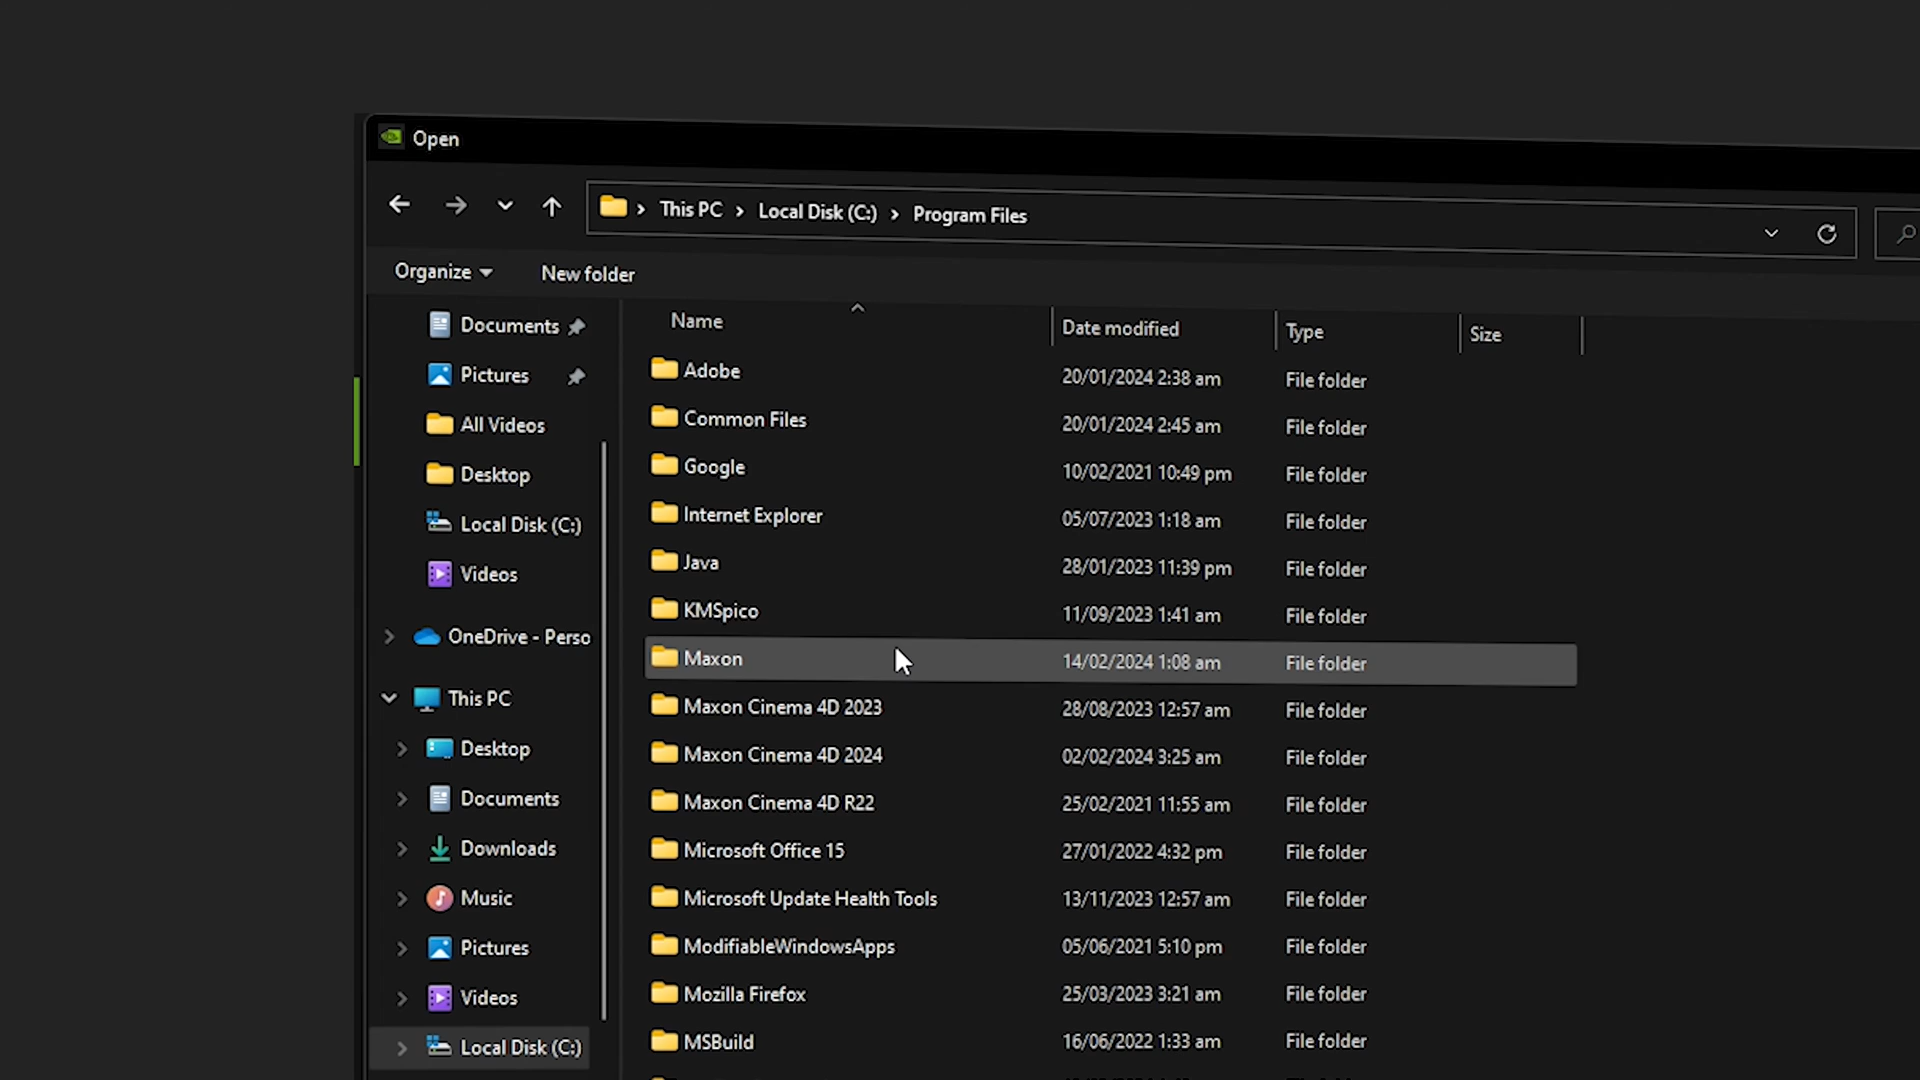 Open
This PC > Local Disk (C:) > Program Files
Organize New folder
Documents
Pictures
All Videos
Desktop
Local Disk (C:)
Videos
OneDrive - Perso
This PC
Desktop
Documents
Downloads
Music
Pictures
Videos
Local Disk (C:)
Name Date modified Type Size
Adobe 20/01/2024 2:38 am File folder
Common Files 20/01/2024 2:45 am File folder
Google 10/02/2021 10:49 pm File folder
Internet Explorer 05/07/2023 1:18 am File folder
Java 28/01/2023 11:39 pm File folder
KMSpico 11/09/2023 1:41 am File folder
Maxon 14/02/2024 1:08 am File folder
Maxon Cinema 4D 2023 28/08/2023 12:57 am File folder
Maxon Cinema 4D 2024 02/02/2024 3:25 am File folder
Maxon Cinema 4D R22 25/02/2021 11:55 am File folder
Microsoft Office 15 27/01/2022 4:32 pm File folder
Microsoft Update Health Tools 13/11/2023 12:57 am File folder
ModifiableWindowsApps 05/06/2021 5:10 pm File folder
Mozilla Firefox 25/03/2023 3:21 am File folder
MSBuild 16/06/2022 1:33 am File folder